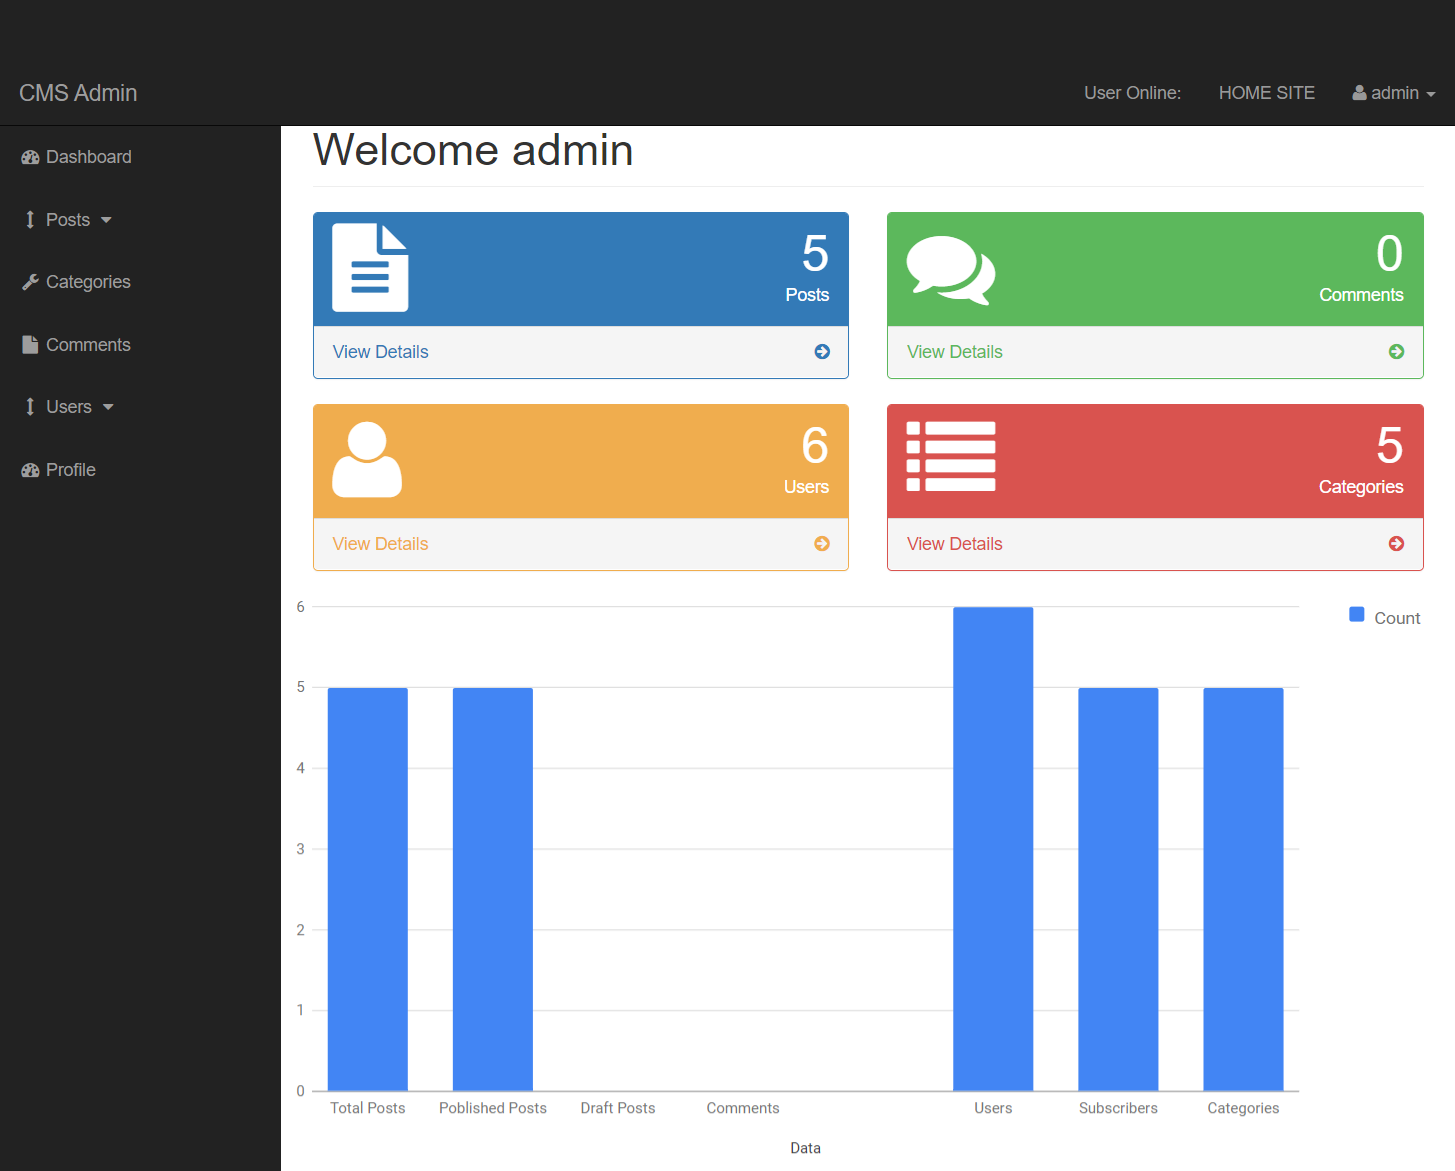 CMS Admin
User Online:
HOME SITE
admin
Dashboard
Posts
Categories
Comments
Users
Profile
Welcome admin
5
Posts
View Details
0
Comments
View Details
6
Users
View Details
5
Categories
View Details
6
5
4
3
2
1
0
Count
Total Posts
Poblished Posts
Draft Posts
Comments
Users
Subscribers
Categories
Data